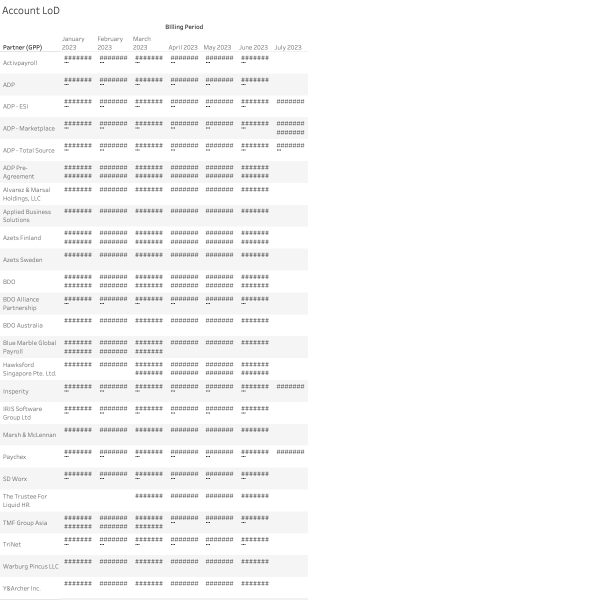 Account LoD
Billing Period
Partner (GPP) January 2023 February 2023 March 2023 April 2023 May 2023 June 2023 July 2023
Activpayroll ####### ####### ####### ####### ####### #######
ADP ####### ####### ####### ####### ####### #######
ADP - ESI ####### ####### ####### ####### ####### ####### #######
ADP - Marketplace ####### ####### ####### ####### ####### ####### #######
#######
ADP - Total Source ####### ####### ####### ####### ####### ####### #######
ADP Pre- ####### ####### ####### ####### ####### #######
Agreement ####### ####### ####### ####### ####### #######
Alvarez & Marsal ####### ####### ####### ####### ####### #######
Holdings, LLC
Applied Business ####### ####### ####### ####### ####### #######
Solutions
Azets Finland ####### ####### ####### ####### ####### #######
####### ####### ####### ####### ####### #######
Azets Sweden ####### ####### ####### ####### ####### #######
BDO ####### ####### ####### ####### ####### #######
####### ####### ####### ####### ####### #######
BDO Alliance ####### ####### ####### ####### ####### #######
Partnership
BDO Australia ####### ####### ####### ####### ####### #######
Blue Marble Global ####### ####### ####### ####### ####### #######
Payroll ####### ####### #######
Hawksford ####### ####### ####### ####### ####### #######
Singapore Pte. Ltd. ####### ####### ####### #######
Insperity ####### ####### ####### ####### ####### ####### #######
IRIS Software ####### ####### ####### ####### ####### #######
Group Ltd
Marsh & McLennan ####### ####### ####### ####### ####### #######
Paychex ####### ####### ####### ####### ####### ####### #######
SD Worx ####### ####### ####### ####### ####### #######
The Trustee For ####### ####### ####### #######
Liquid HR
TMF Group Asia ####### ####### ####### ####### ####### #######
####### ####### #######
TriNet ####### ####### ####### ####### ####### #######
Warburg Pincus LLC ####### ####### ####### ####### ####### #######
Y&Archer Inc. ####### ####### ####### ####### ####### #######